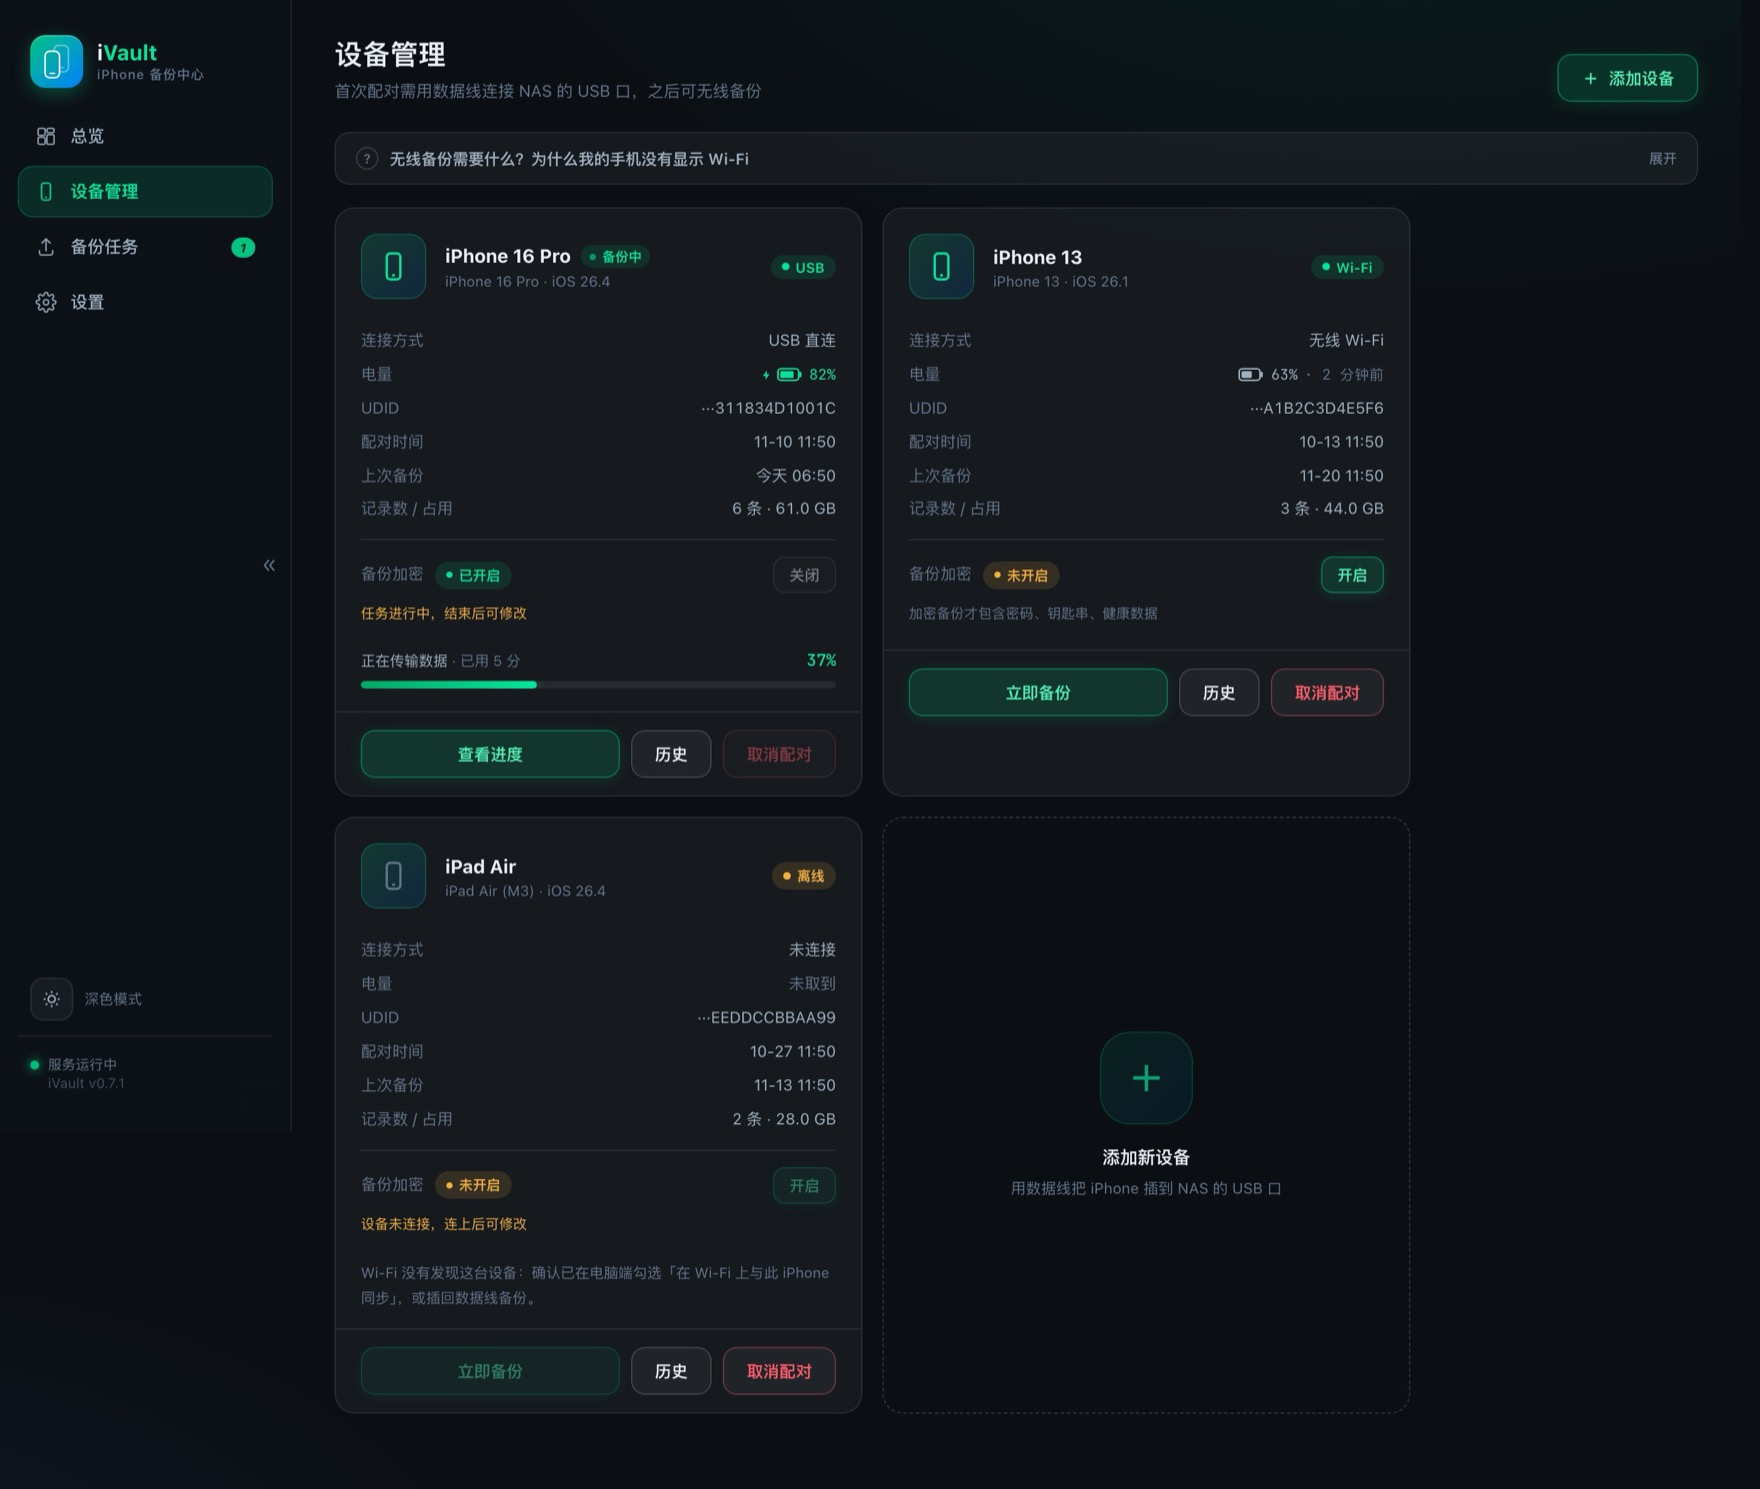 iVault
iPhone 备份中心
总览
设备管理
备份任务
1
设置
«
深色模式
服务运行中
iVault v0.7.1
设备管理
首次配对需用数据线连接 NAS 的 USB 口，之后可无线备份
+ 添加设备
? 无线备份需要什么？为什么我的手机没有显示 Wi-Fi
展开
iPhone 16 Pro 备份中
iPhone 16 Pro · iOS 26.4
USB
连接方式 USB 直连
电量 82%
UDID ···311834D1001C
配对时间 11-10 11:50
上次备份 今天 06:50
记录数 / 占用 6 条 · 61.0 GB
备份加密 已开启 关闭
任务进行中，结束后可修改
正在传输数据 · 已用 5 分 37%
查看进度 历史 取消配对
iPhone 13
iPhone 13 · iOS 26.1
Wi-Fi
连接方式 无线 Wi-Fi
电量 63% · 2 分钟前
UDID ···A1B2C3D4E5F6
配对时间 10-13 11:50
上次备份 11-20 11:50
记录数 / 占用 3 条 · 44.0 GB
备份加密 未开启 开启
加密备份才包含密码、钥匙串、健康数据
立即备份 历史 取消配对
iPad Air
iPad Air (M3) · iOS 26.4
离线
连接方式 未连接
电量 未取到
UDID ···EEDDCCBBAA99
配对时间 10-27 11:50
上次备份 11-13 11:50
记录数 / 占用 2 条 · 28.0 GB
备份加密 未开启 开启
设备未连接，连上后可修改
Wi-Fi 没有发现这台设备：确认已在电脑端勾选「在 Wi-Fi 上与此 iPhone
同步」，或插回数据线备份。
立即备份 历史 取消配对
添加新设备
用数据线把 iPhone 插到 NAS 的 USB 口